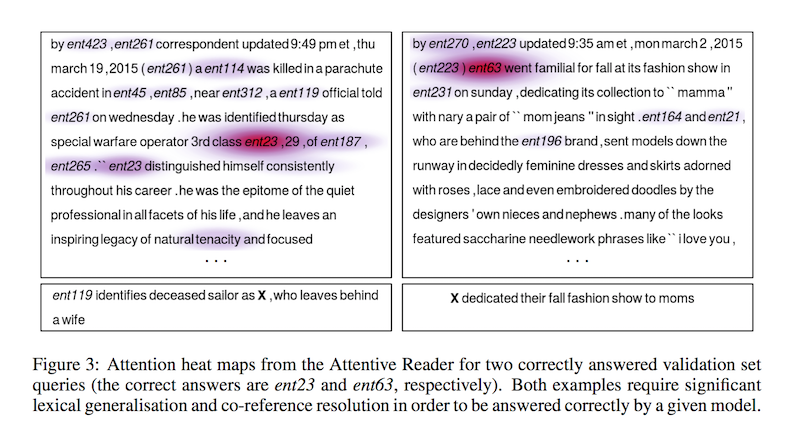 by ent423 ,ent261 correspondent updated 9:49 pm et ,thu
march 19 ,2015 ( ent261 ) a ent114 was killed in a parachute
accident in ent45 ,ent85 ,near ent312 ,a ent119 official told
ent261 on wednesday .he was identified thursday as
special warfare operator 3rd class ent23 ,29 ,of ent187 ,
ent265 .`` ent23 distinguished himself consistently
throughout his career .he was the epitome of the quiet
professional in all facets of his life ,and he leaves an
inspiring legacy of natural tenacity and focused
. . .
ent119 identifies deceased sailor as X ,who leaves behind
a wife
by ent270 ,ent223 updated 9:35 am et ,mon march 2 ,2015
( ent223 ) ent63 went familial for fall at its fashion show in
ent231 on sunday ,dedicating its collection to `` mamma ''
with nary a pair of `` mom jeans '' in sight .ent164 and ent21 ,
who are behind the ent196 brand ,sent models down the
runway in decidedly feminine dresses and skirts adorned
with roses ,lace and even embroidered doodles by the
designers ' own nieces and nephews .many of the looks
featured saccharine needlework phrases like `` i love you ,
. . .
X dedicated their fall fashion show to moms
Figure 3: Attention heat maps from the Attentive Reader for two correctly answered validation set
queries (the correct answers are ent23 and ent63, respectively). Both examples require significant
lexical generalisation and co-reference resolution in order to be answered correctly by a given model.